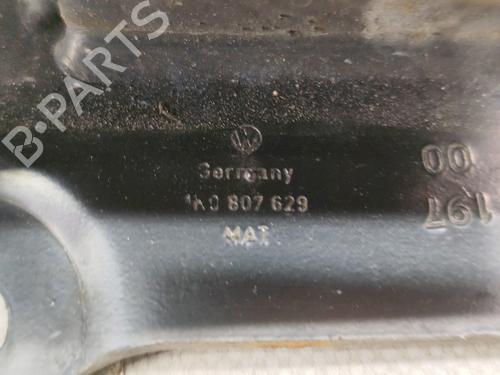 B-PARTS
Germany
1K0 807 629
MAT
00
197